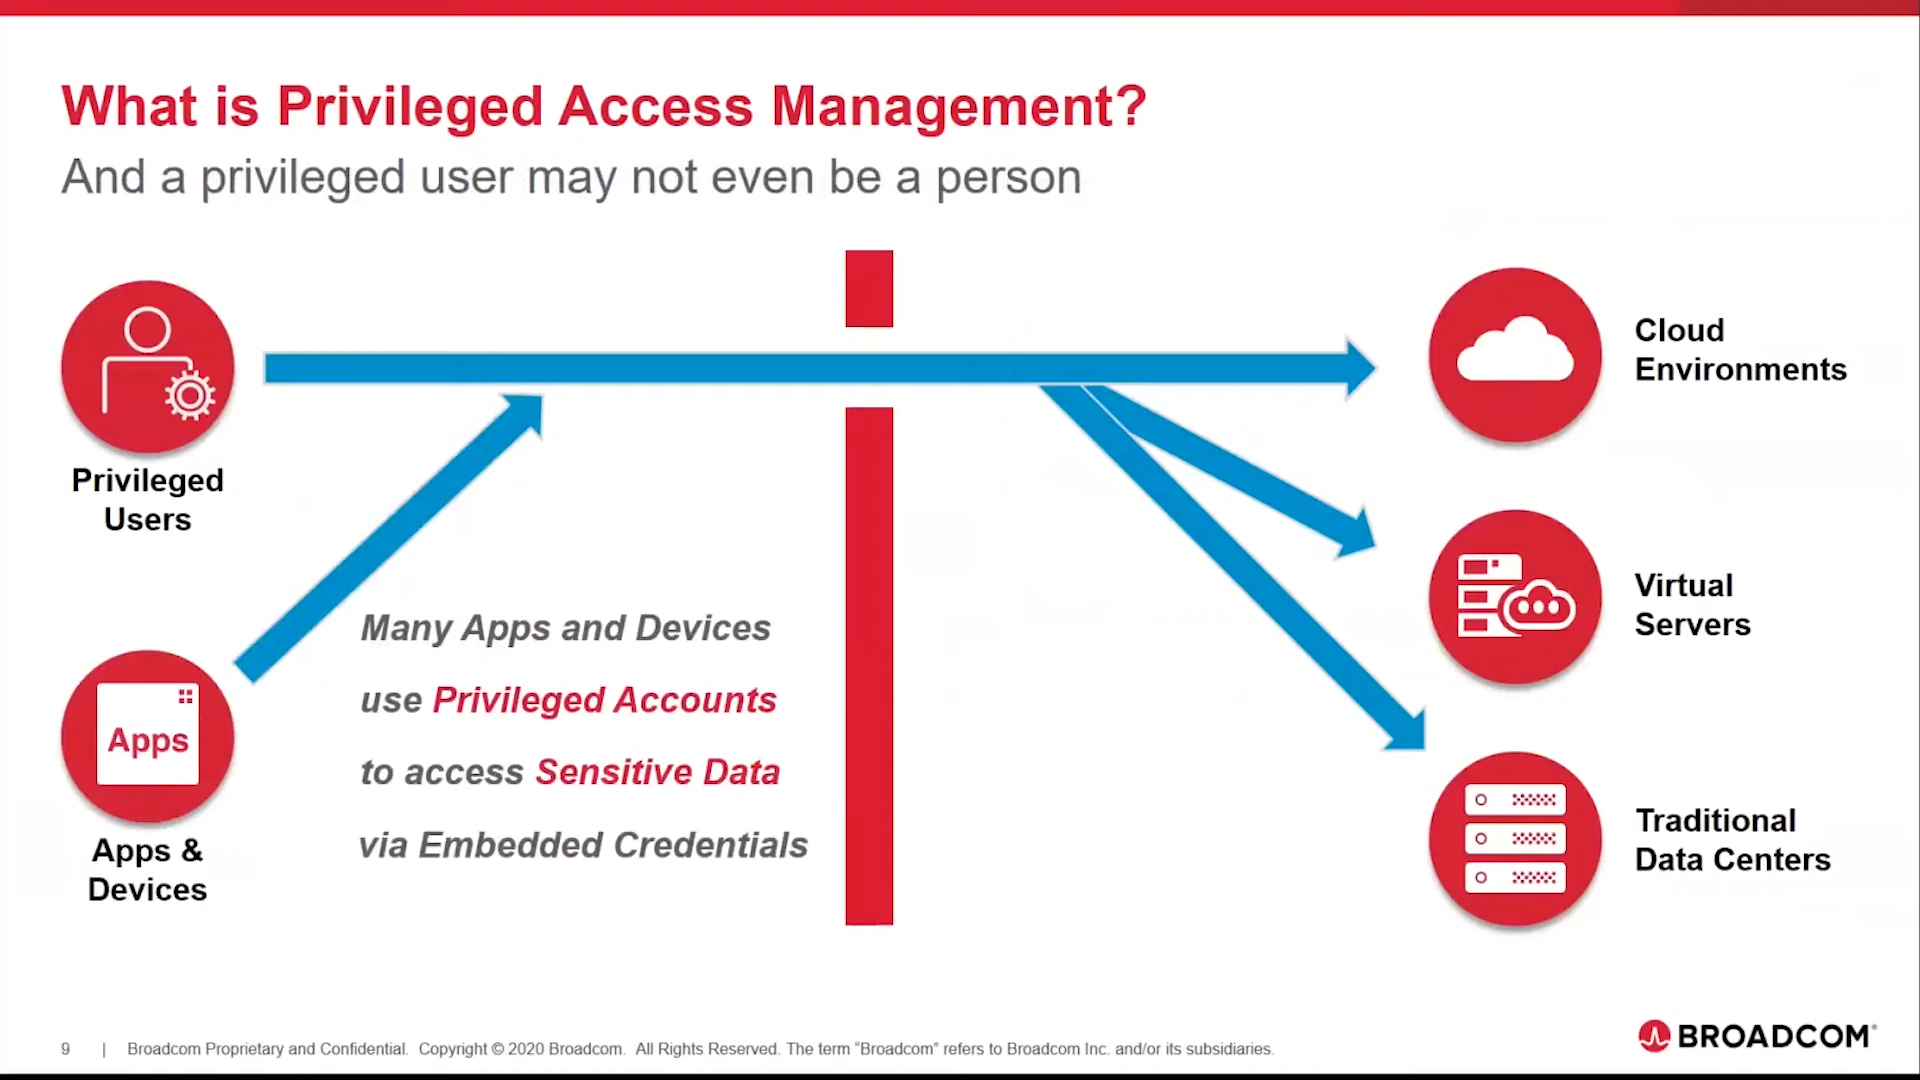 What is Privileged Access Management?
And a privileged user may not even be a person
Privileged
Users
Apps
Apps &
Devices
Many Apps and Devices
use Privileged Accounts
to access Sensitive Data
via Embedded Credentials
Cloud
Environments
Virtual
Servers
Traditional
Data Centers
9 | Broadcom Proprietary and Confidential. Copyright © 2020 Broadcom. All Rights Reserved. The term “Broadcom” refers to Broadcom Inc. and/or its subsidiaries.
BROADCOM®